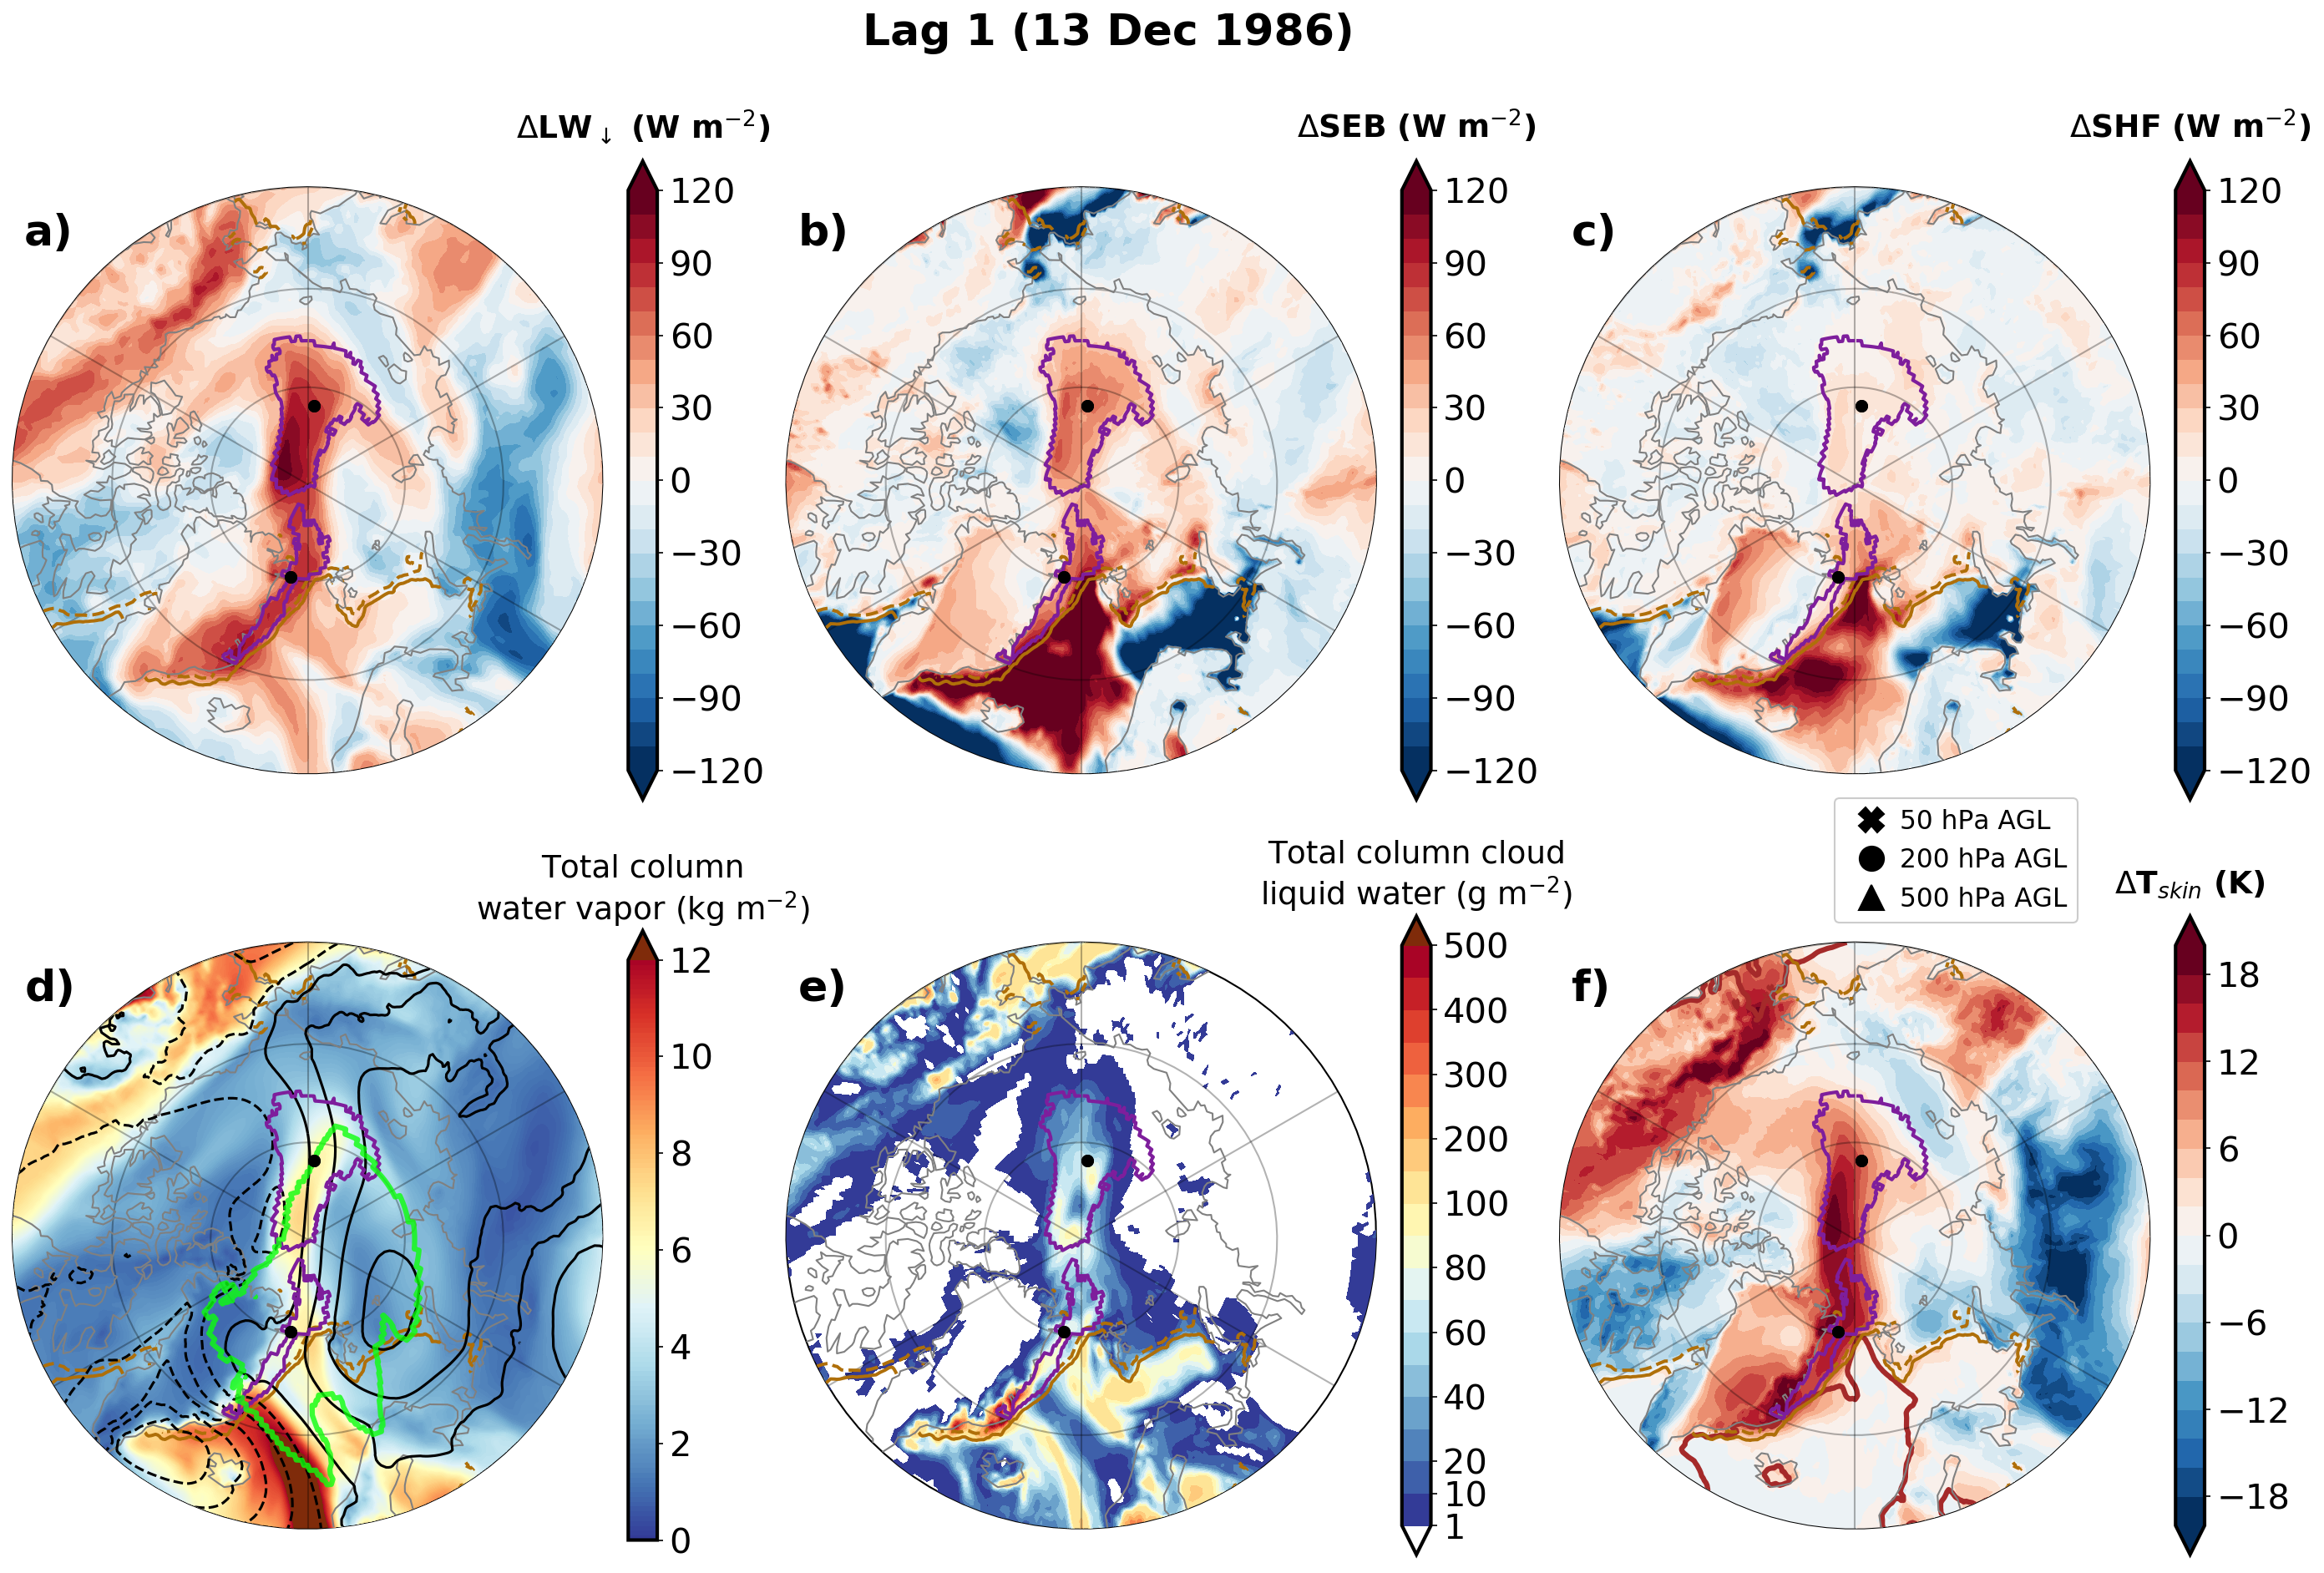 Lag 1 (13 Dec 1986)
ΔLW↓ (W m⁻²)
ΔSEB (W m⁻²)
ΔSHF (W m⁻²)
a)
120
90
60
30
0
−30
−60
−90
−120
b)
120
90
60
30
0
−30
−60
−90
−120
c)
120
90
60
30
0
−30
−60
−90
−120
50 hPa AGL
200 hPa AGL
500 hPa AGL
Total column
water vapor (kg m⁻²)
Total column cloud
liquid water (g m⁻²)
ΔT_skin (K)
d)
12
10
8
6
4
2
0
e)
500
400
300
200
100
80
60
40
20
10
1
f)
18
12
6
0
−6
−12
−18